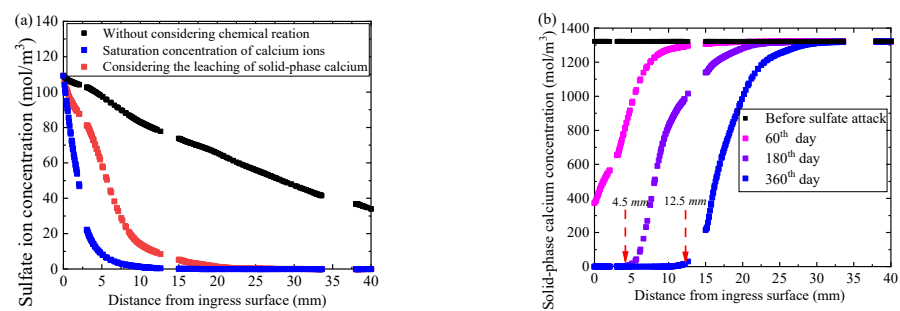 (a)
140
120
100
80
60
40
20
0
Sulfate ion concentration (mol/m³)
Without considering chemical reation
Saturation concentration of calcium ions
Considering the leaching of solid-phase calcium
0 5 10 15 20 25 30 35 40
Distance from ingress surface (mm)
(b)
1400
1200
1000
800
600
400
200
0
Solid-phase calcium concentration (mol/m³)
Before sulfate attack
60th day
180th day
360th day
4.5 mm
12.5 mm
0 5 10 15 20 25 30 35 40
Distance from ingress surface (mm)